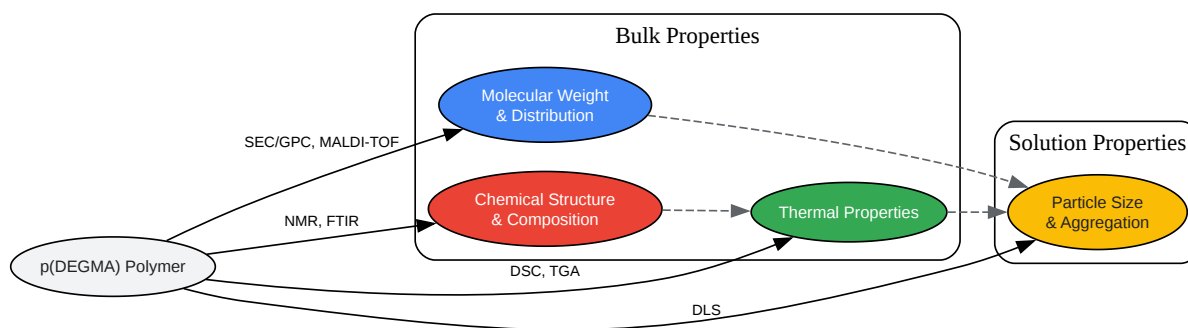 Bulk Properties
Molecular Weight
& Distribution
SEC/GPC, MALDI-TOF
Solution Properties
Chemical Structure
& Composition
Thermal Properties
Particle Size
& Aggregation
NMR, FTIR
p(DEGMA) Polymer
DSC, TGA
DLS